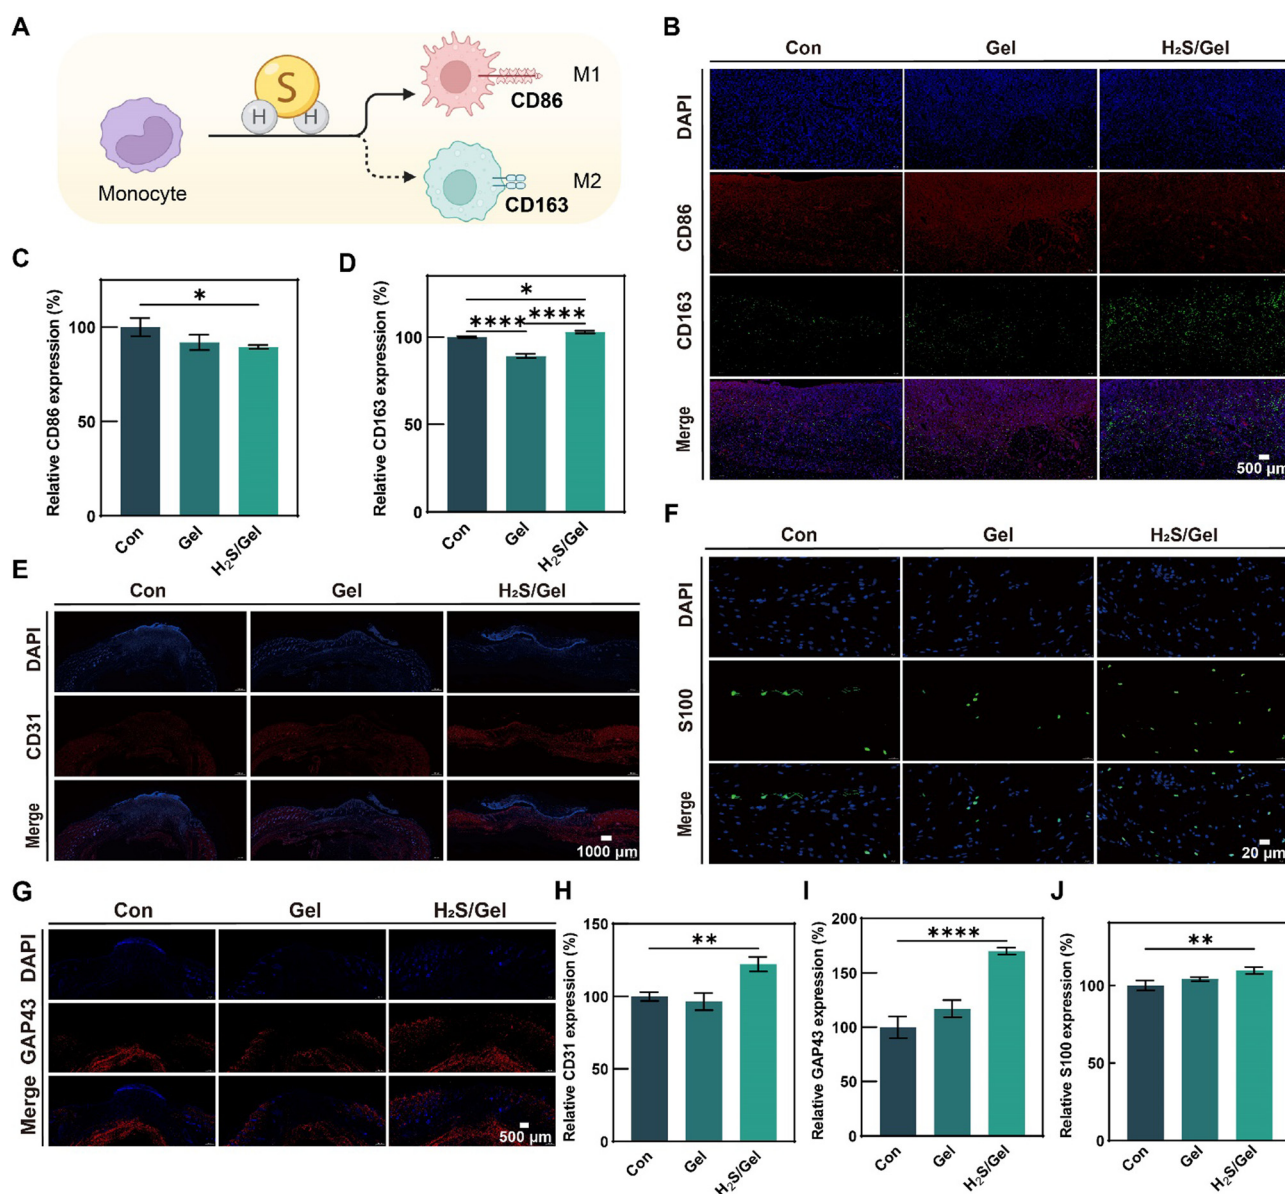 A
S
H H
Monocyte
M1
CD86
M2
CD163
B
Con Gel H₂S/Gel
DAPI
CD86
CD163
Merge
500 μm
C
Relative CD86 expression (%)
100
50
0
*
Con Gel H₂S/Gel
D
Relative CD163 expression (%)
100
50
0
*
**** ****
Con Gel H₂S/Gel
E
Con Gel H₂S/Gel
DAPI
CD31
Merge
1000 μm
F
Con Gel H₂S/Gel
DAPI
S100
Merge
20 μm
G
Con Gel H₂S/Gel
DAPI
GAP43
Merge
500 μm
H
Relative CD31 expression (%)
150
100
50
0
**
Con Gel H₂S/Gel
I
Relative GAP43 expression (%)
200
150
100
50
0
****
Con Gel H₂S/Gel
J
Relative S100 expression (%)
100
50
0
**
Con Gel H₂S/Gel